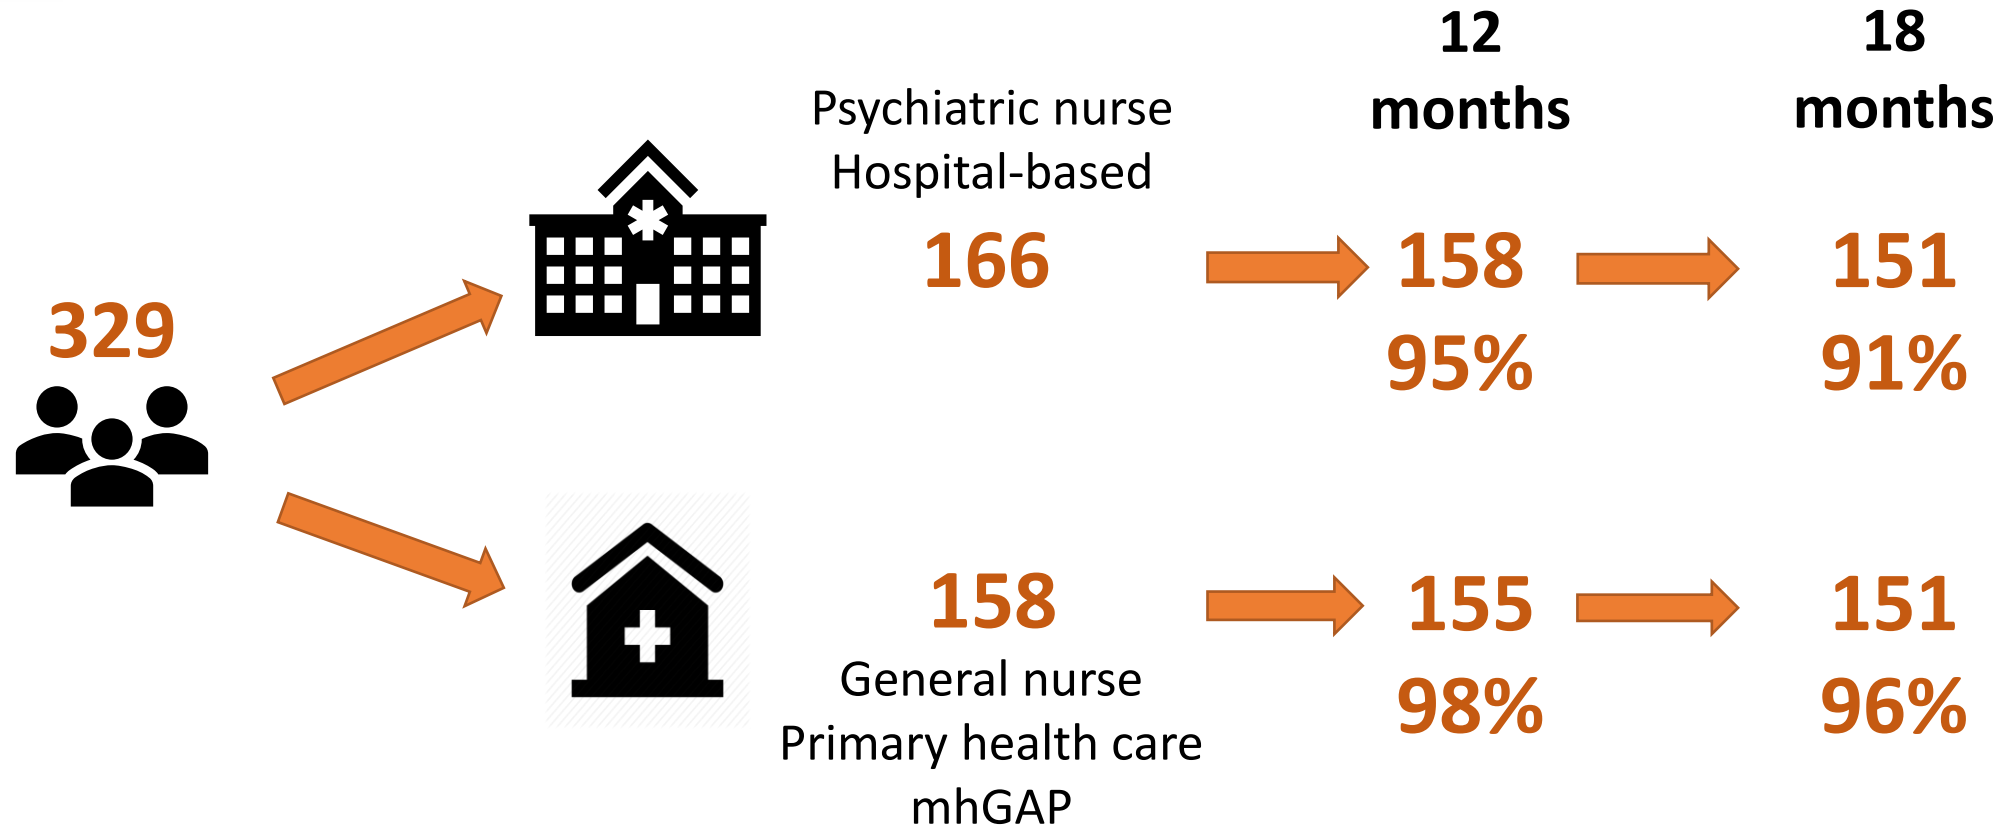 329
Psychiatric nurse
Hospital-based
166
12
months
158
95%
18
months
151
91%
158
General nurse
Primary health care
mhGAP
155
98%
151
96%